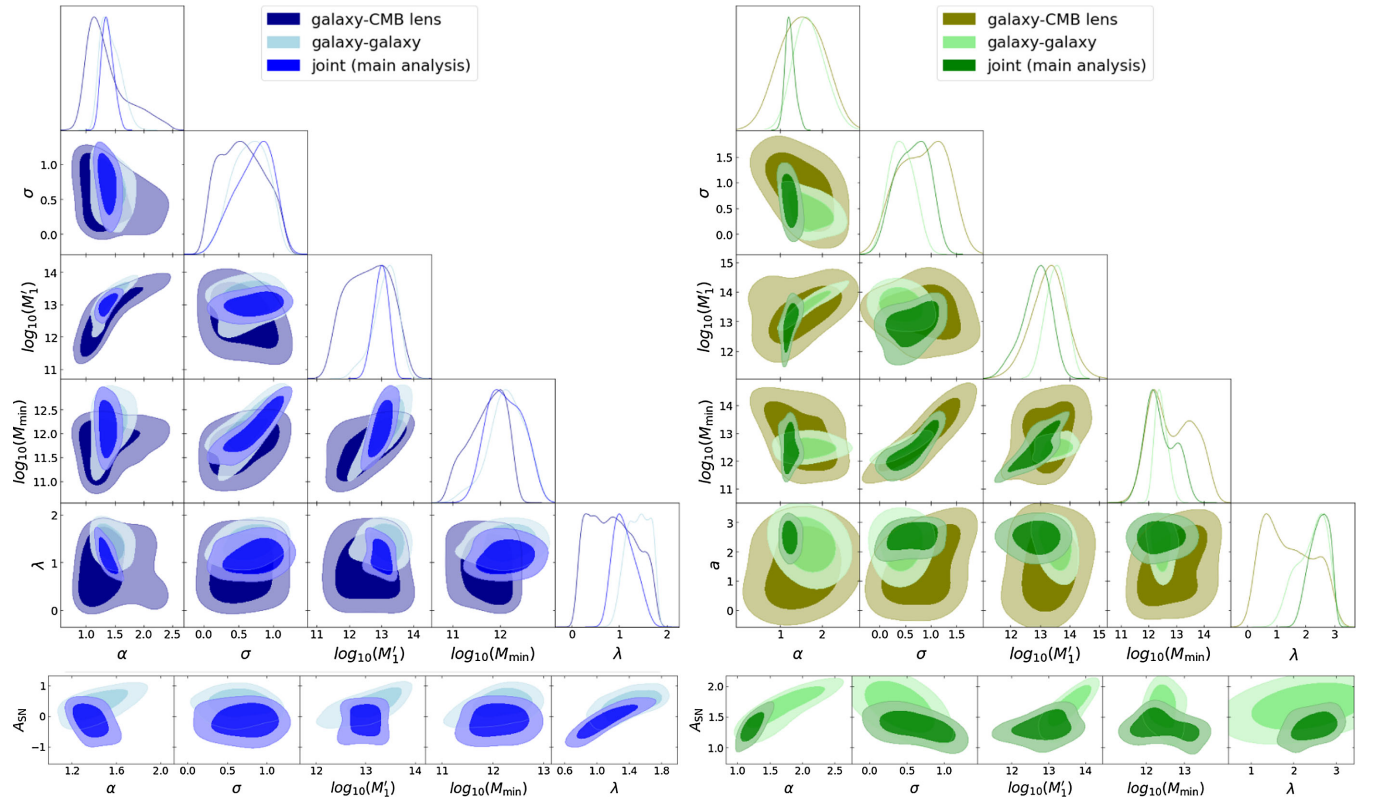 galaxy-CMB lens
galaxy-galaxy
joint (main analysis)
σ
1.0
0.5
0.0
log10(M′1)
14
13
12
11
log10(Mmin)
12.5
12.0
11.5
11.0
λ
2
1
0
1.0 1.5 2.0 2.5
0.0 0.5 1.0
11 12 13 14
11 12
0 1 2
α σ log10(M′1) log10(Mmin) λ
ASN
1
0
−1
1.2 1.6 2.0
0.0 0.5 1.0
12 13 14
11 12 13
0.6 1.0 1.4 1.8
α σ log10(M′1) log10(Mmin) λ
galaxy-CMB lens
galaxy-galaxy
joint (main analysis)
σ
1.5
1.0
0.5
0.0
log10(M′1)
15
14
13
12
log10(Mmin)
14
13
12
11
a
3
2
1
0
1 2
0.0 0.5 1.0 1.5
12 13 14 15
11 12 13 14
0 1 2 3
α σ log10(M′1) log10(Mmin) λ
ASN
2.0
1.5
1.0
1.0 1.5 2.0 2.5
0.0 0.5 1.0
12 13 14
12 13
1 2 3
α σ log10(M′1) log10(Mmin) λ